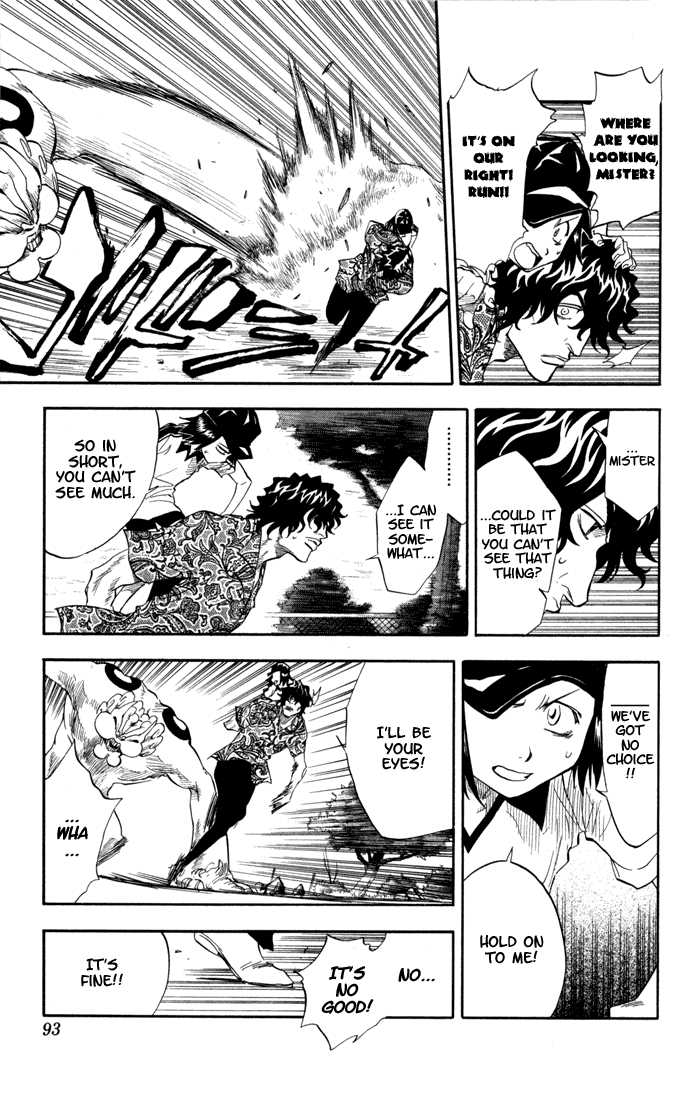 WHERE
ARE YOU
LOOKING,
MISTER?
IT'S ON
OUR
RIGHT!
RUN!!
...
MISTER
...COULD
IT BE THAT
YOU CAN'T
SEE THAT
THING?
.........
...I CAN
SEE IT
SOME-
WHAT...
SO IN
SHORT,
YOU CAN'T
SEE MUCH.
WE'VE
GOT
NO
CHOICE
!!
HOLD ON
TO ME!
I'LL BE
YOUR
EYES!
...
WHA
...
NO...
IT'S
NO
GOOD!
IT'S
FINE!!
93